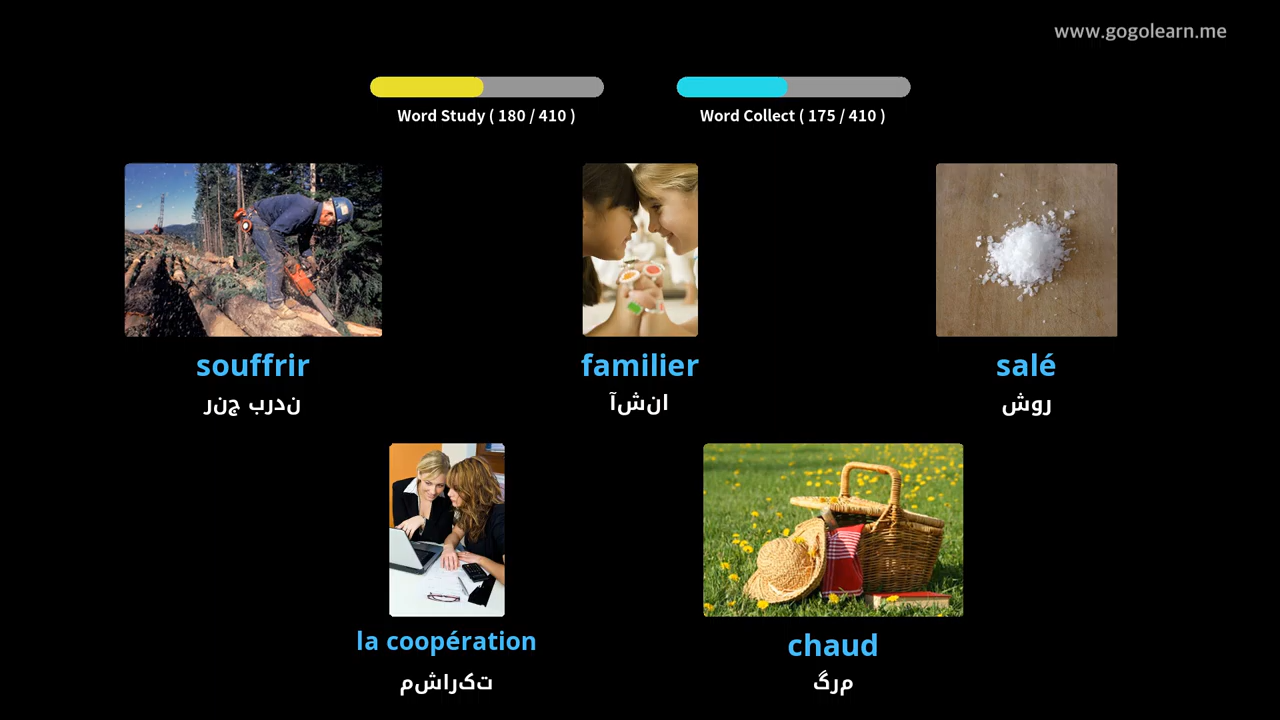 www.gogolearn.me
Word Study ( 180 / 410 )
Word Collect ( 175 / 410 )
souffrir
ندرب جنر
familier
انشآ
salé
روش
la coopération
تکراشم
chaud
مرگ